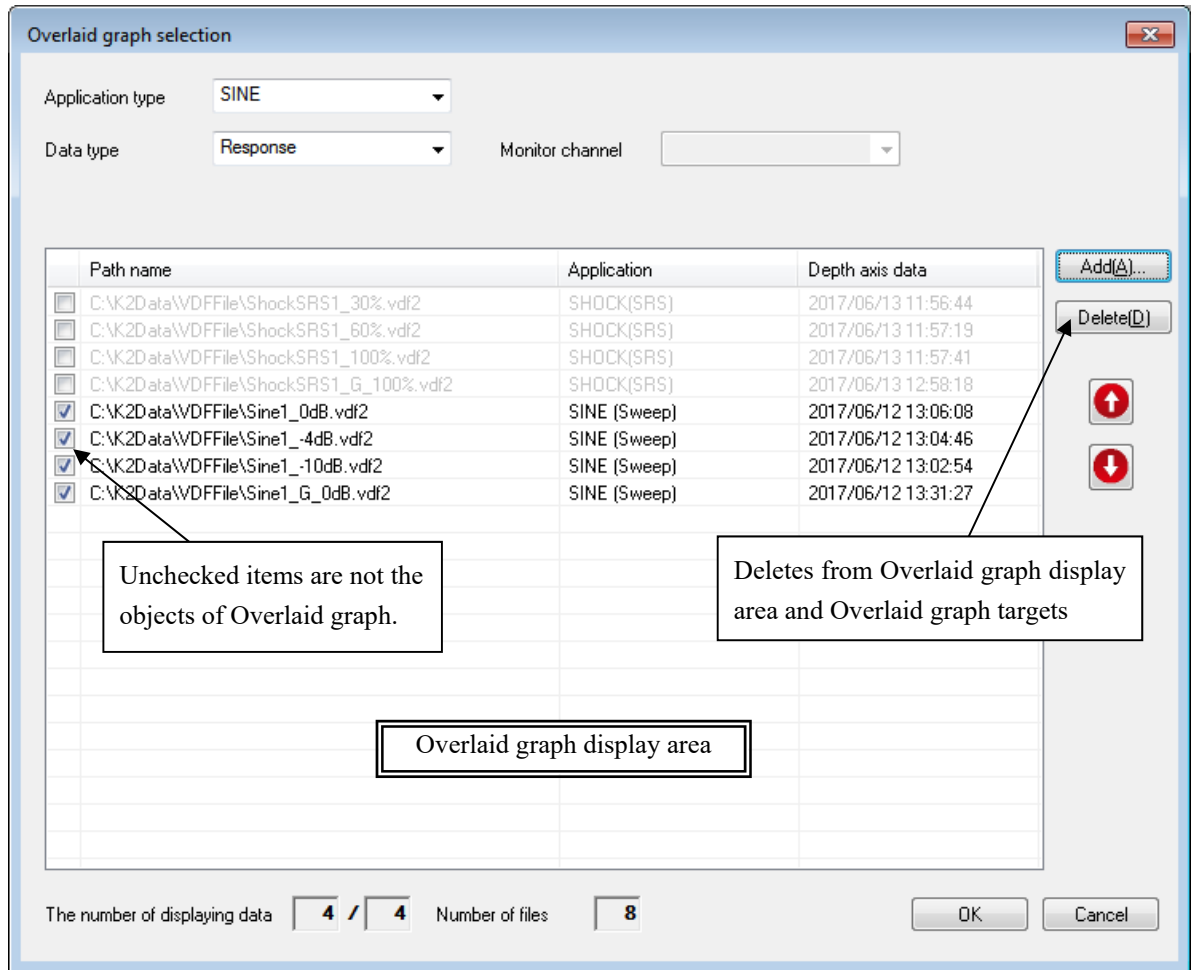 Overlaid graph selection
Application type SINE
Data type Response Monitor channel
Path name Application Depth axis data Add(A)...
C:\K2Data\VDFFile\ShockSRS1_30%.vdf2 SHOCK(SRS) 2017/06/13 11:56:44
C:\K2Data\VDFFile\ShockSRS1_60%.vdf2 SHOCK(SRS) 2017/06/13 11:57:19 Delete(D)
C:\K2Data\VDFFile\ShockSRS1_100%.vdf2 SHOCK(SRS) 2017/06/13 11:57:41
C:\K2Data\VDFFile\ShockSRS1_G_100%.vdf2 SHOCK(SRS) 2017/06/13 12:58:18
C:\K2Data\VDFFile\Sine1_0dB.vdf2 SINE (Sweep) 2017/06/12 13:06:08
C:\K2Data\VDFFile\Sine1_-4dB.vdf2 SINE (Sweep) 2017/06/12 13:04:46
C:\K2Data\VDFFile\Sine1_-10dB.vdf2 SINE (Sweep) 2017/06/12 13:02:54
C:\K2Data\VDFFile\Sine1_G_0dB.vdf2 SINE (Sweep) 2017/06/12 13:31:27
Unchecked items are not the
objects of Overlaid graph.
Deletes from Overlaid graph display
area and Overlaid graph targets
Overlaid graph display area
The number of displaying data 4 / 4 Number of files 8 OK Cancel